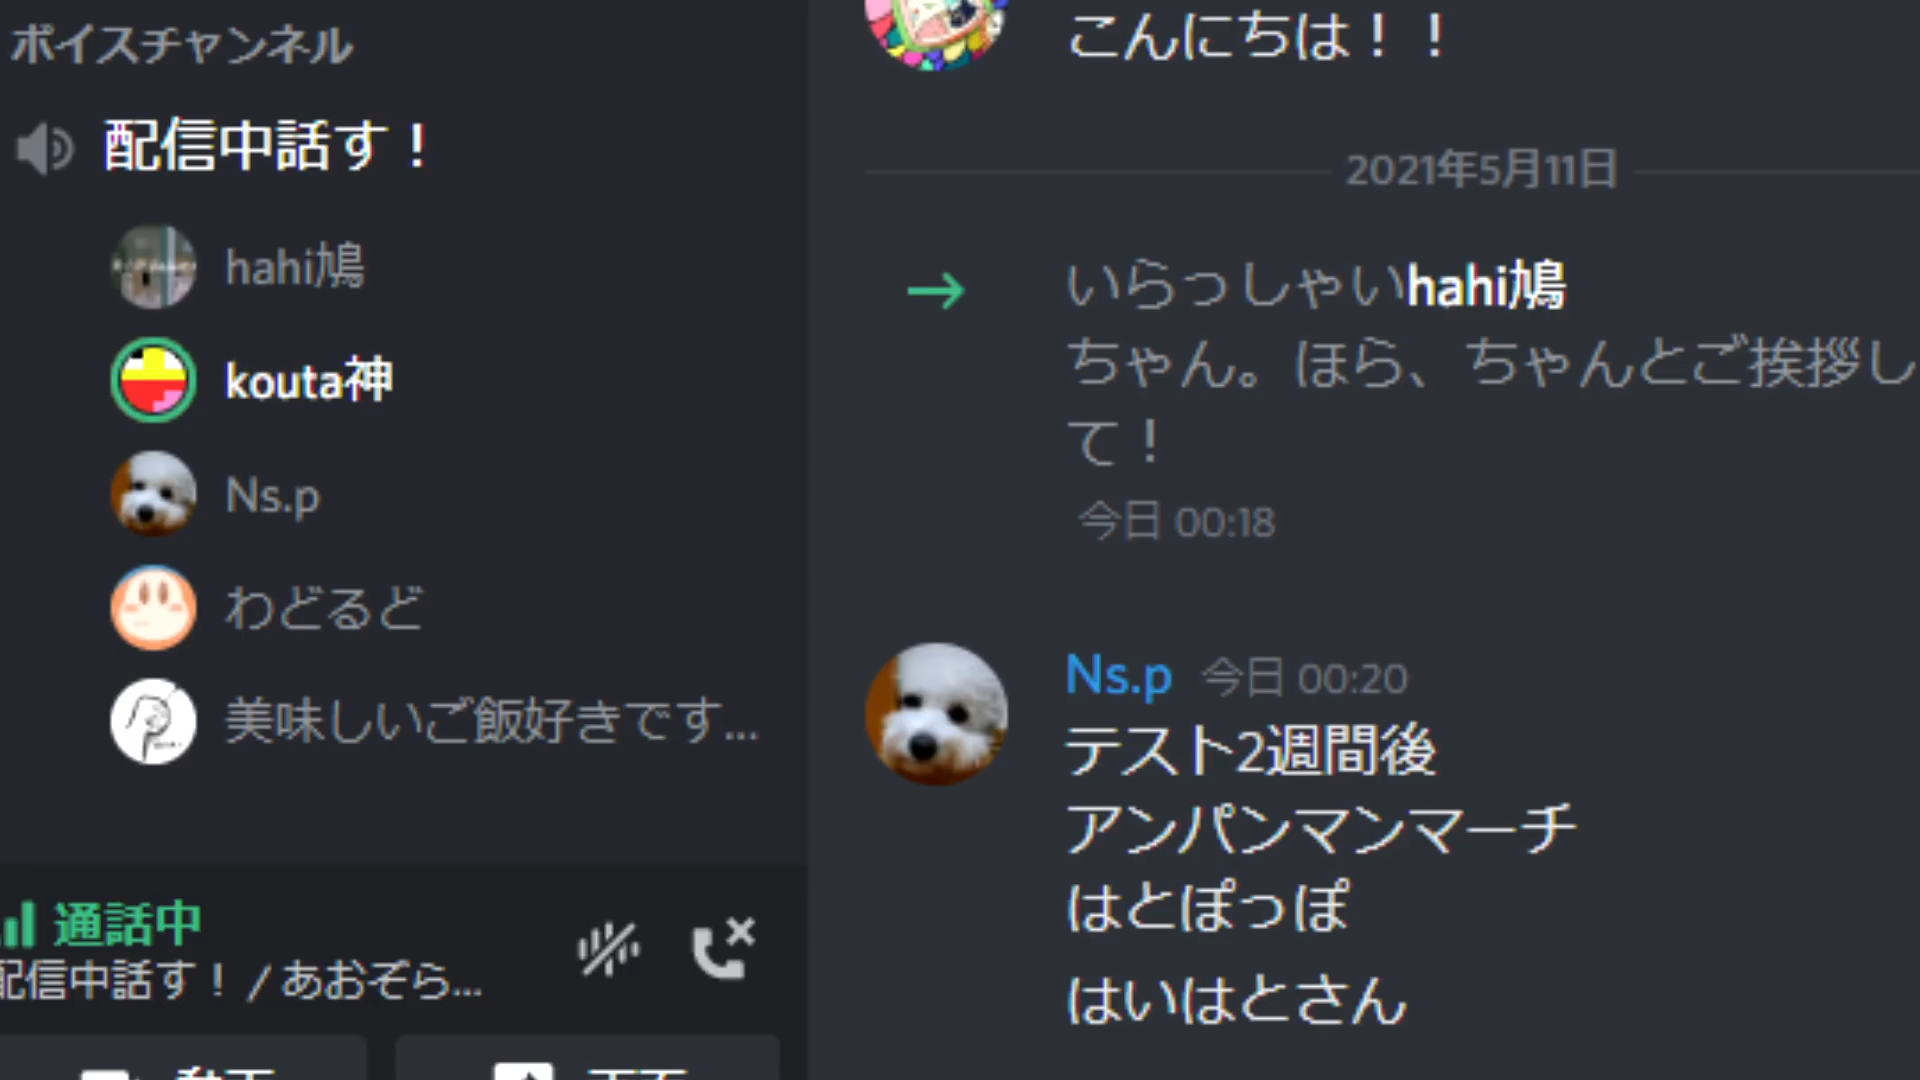 ボイスチャンネル
配信中話す！
hahi鳩
kouta神
Ns.p
わどるど
美味しいご飯好きです...
通話中
配信中話す！ / あおぞら...
動画
画面
こんにちは！！
2021年5月11日
いらっしゃいhahi鳩
ちゃん。ほら、ちゃんとご挨拶し
て！
今日 00:18
Ns.p 今日 00:20
テスト2週間後
アンパンマンマーチ
はとぽっぽ
はいはとさん